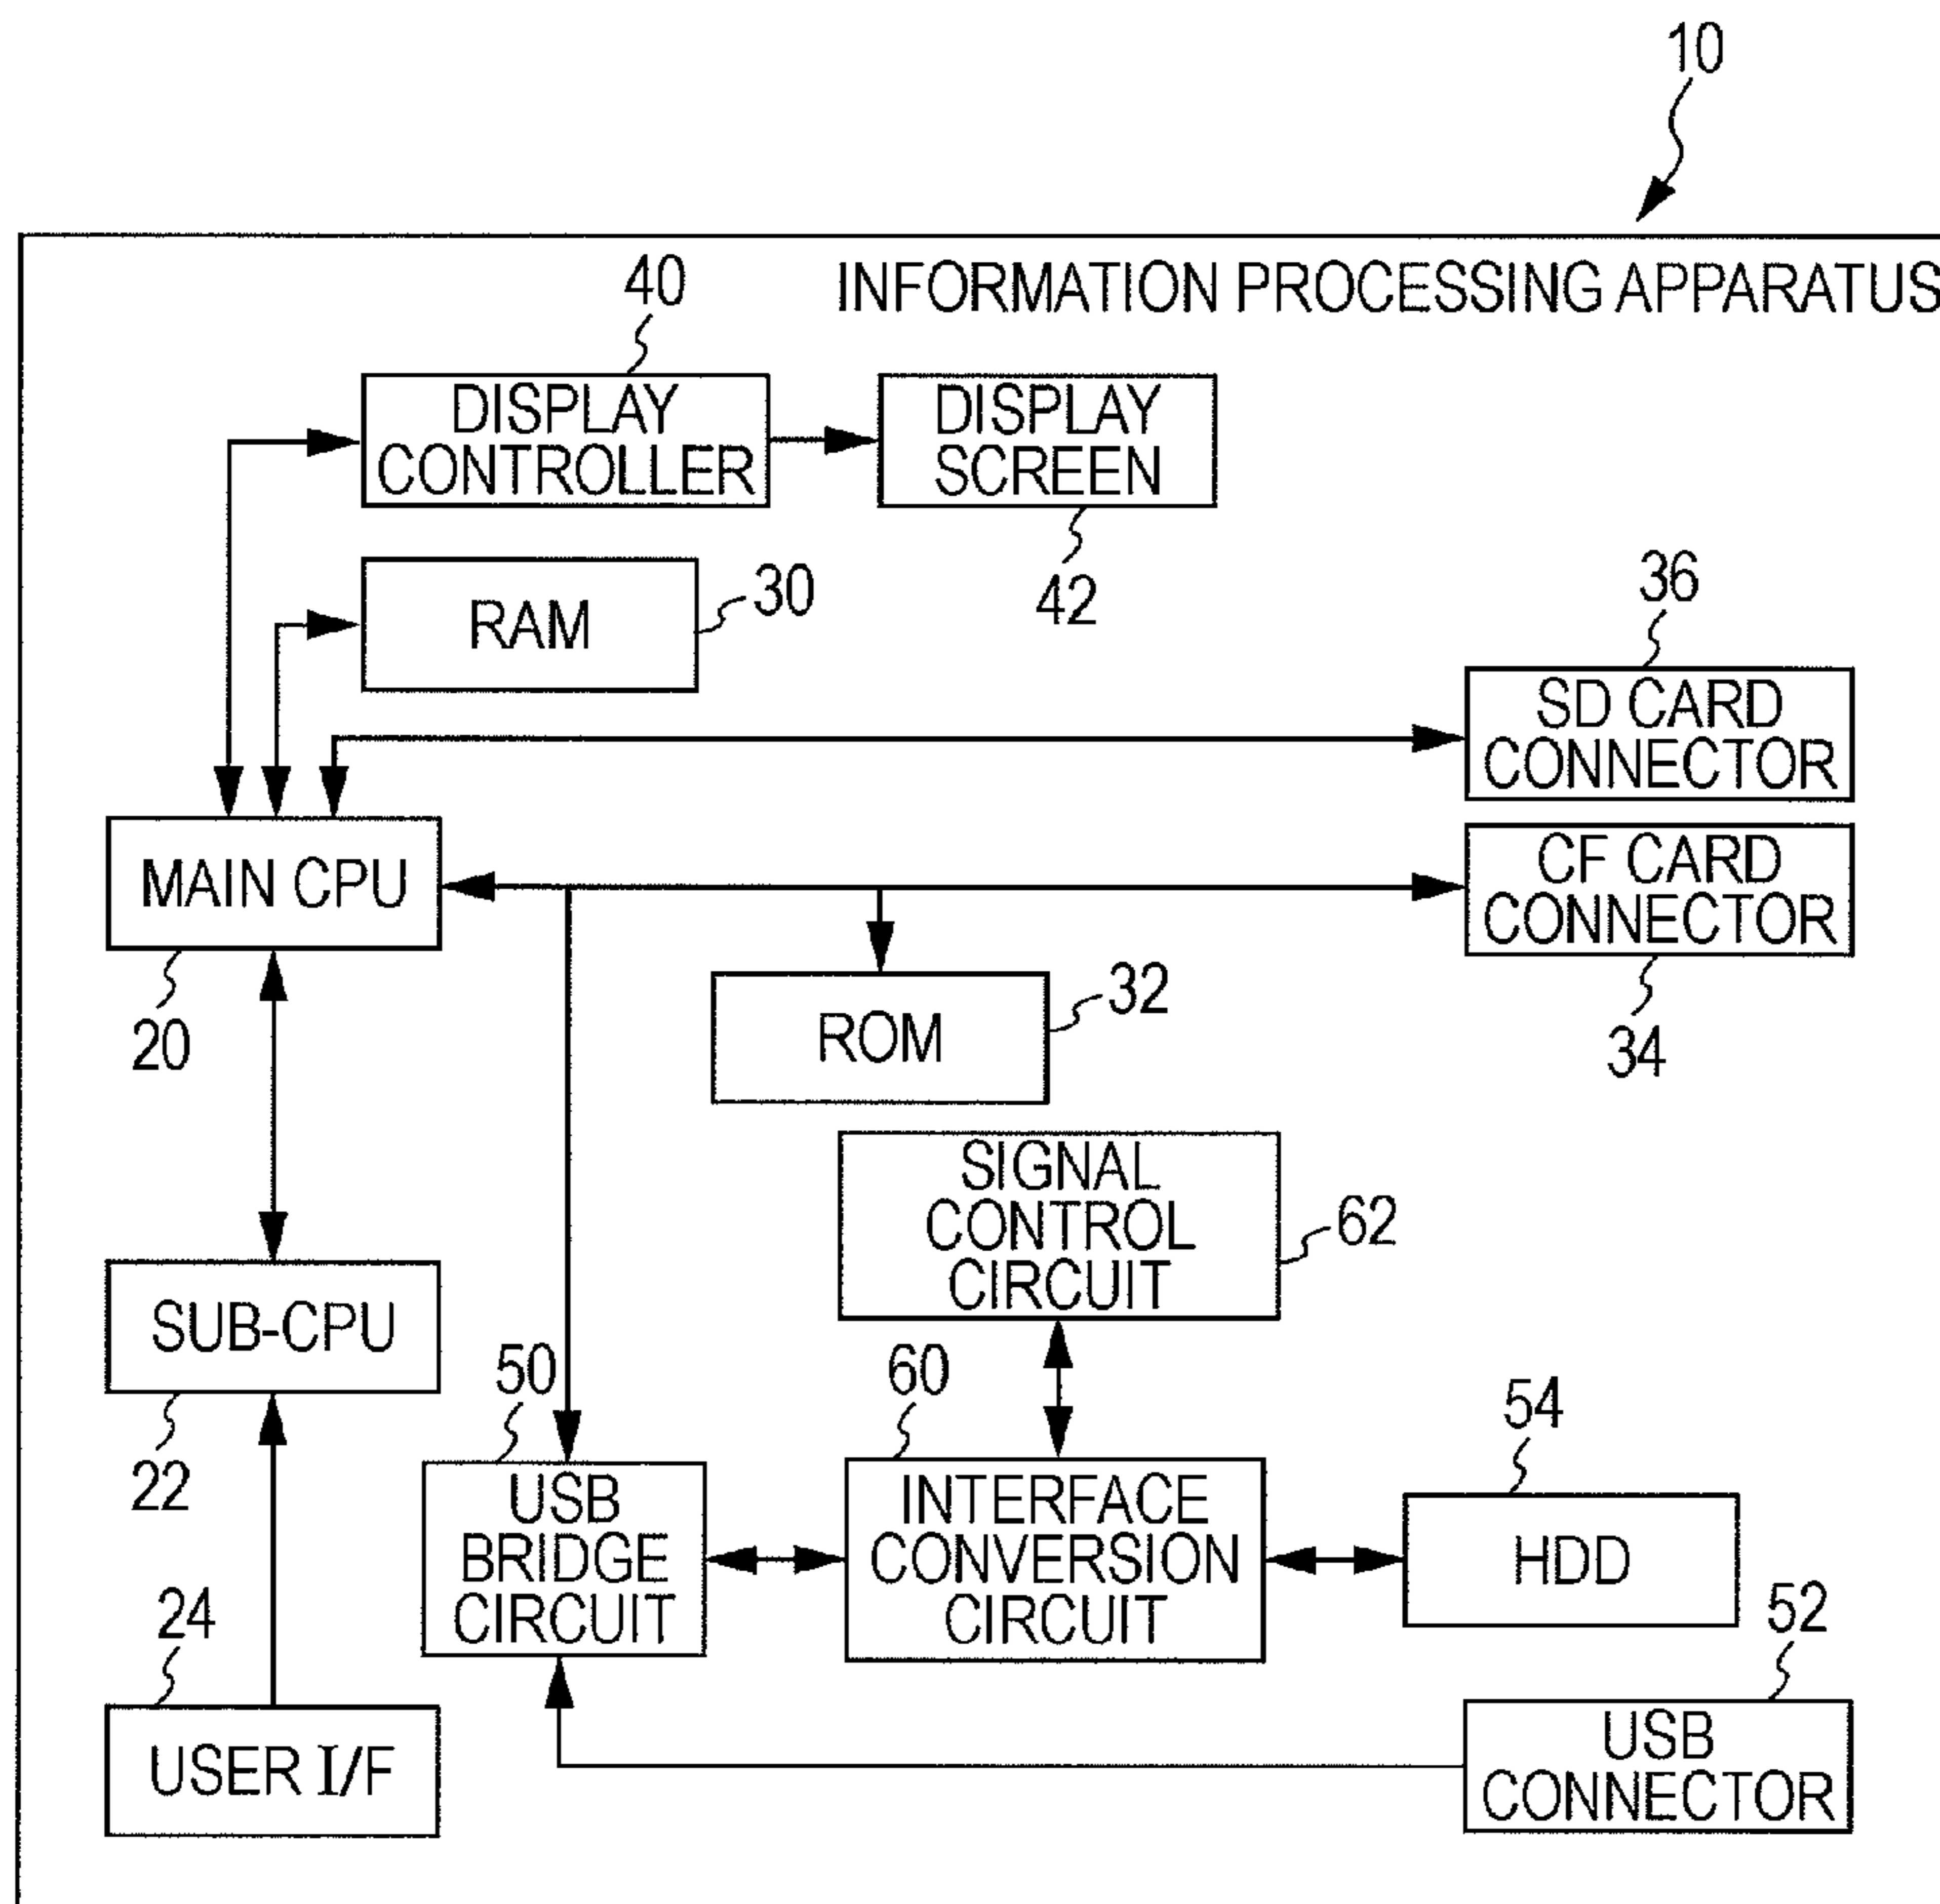 10
INFORMATION PROCESSING APPARATUS
40
DISPLAY
CONTROLLER
DISPLAY
SCREEN
42
RAM
30
36
SD CARD
CONNECTOR
MAIN CPU
20
CF CARD
CONNECTOR
34
ROM
32
SIGNAL
CONTROL
CIRCUIT
62
SUB-CPU
22
50
USB
BRIDGE
CIRCUIT
60
INTERFACE
CONVERSION
CIRCUIT
54
HDD
24
USER I/F
52
USB
CONNECTOR